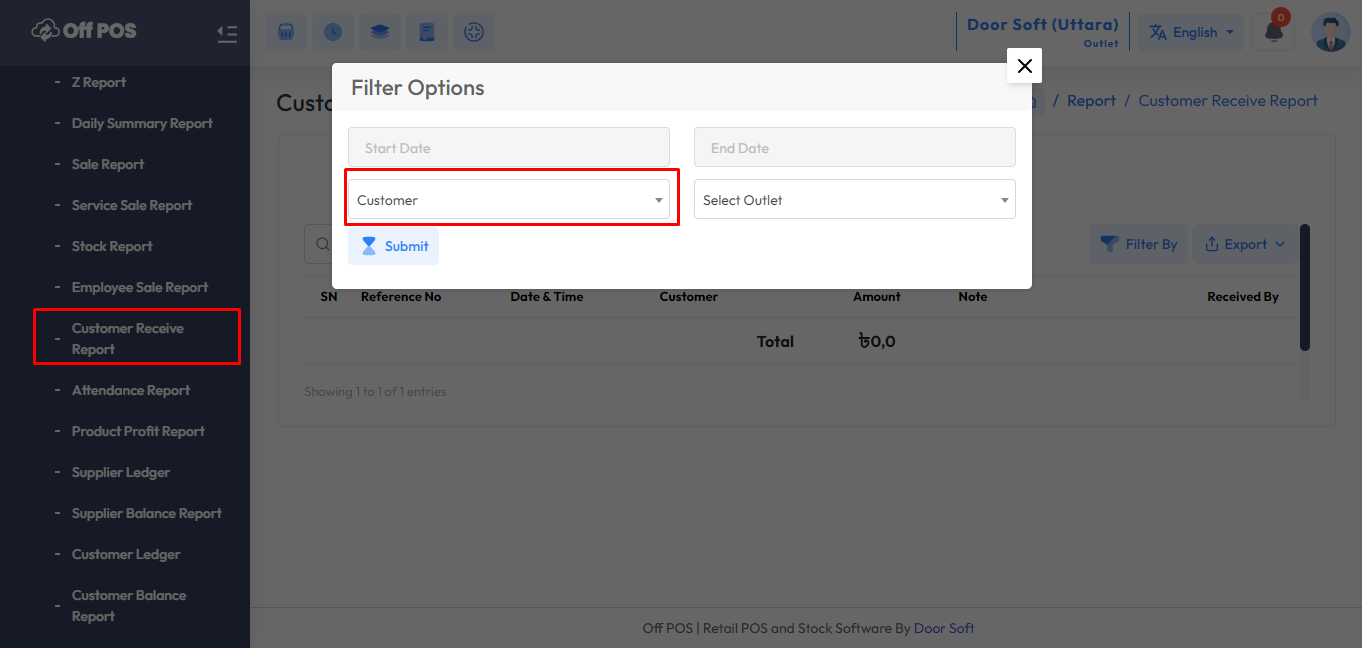 Off POS
Z Report
Daily Summary Report
Sale Report
Service Sale Report
Stock Report
Employee Sale Report
Customer Receive
Report
Attendance Report
Product Profit Report
Supplier Ledger
Supplier Balance Report
Customer Ledger
Customer Balance
Report
Door Soft (Uttara)
Outlet
English
0
Custo
/ Report / Customer Receive Report
Filter Options
Start Date
End Date
Customer
Select Outlet
Submit
Filter By
Export
SN Reference No Date & Time Customer Amount Note Received By
Total ৳0,0
Showing 1 to 1 of 1 entries
Off POS | Retail POS and Stock Software By Door Soft